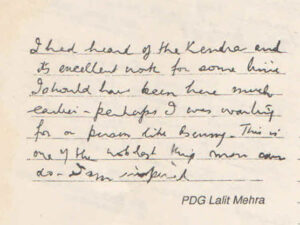 I had heard of the Kendra and
its excellent work for some time
I should have been here much
earlier - perhaps I was waiting
for a person like - This is
one of the noblest thing man can
do - I am inspired
PDG Lalit Mehra